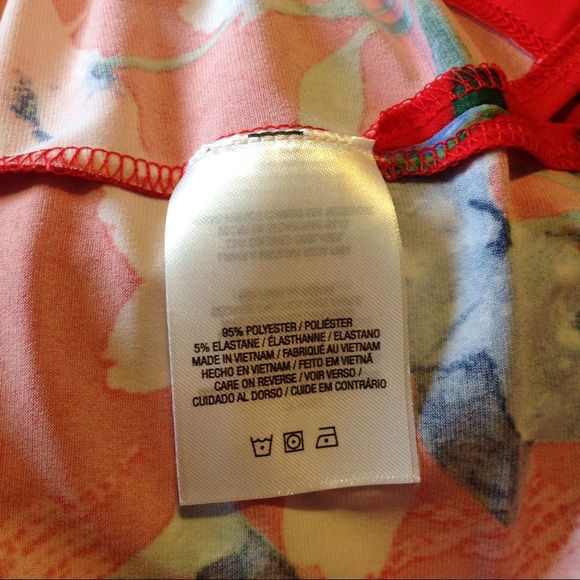 95% POLYESTER / POLIÉSTER
5% ELASTANE / ÉLASTHANNE / ELASTANO
MADE IN VIETNAM / FABRIQUÉ AU VIETNAM
HECHO EN VIETNAM / FEITO EM VIETNÃ
CARE ON REVERSE / VOIR VERSO /
CUIDADO AL DORSO / CUIDE EM CONTRÁRIO